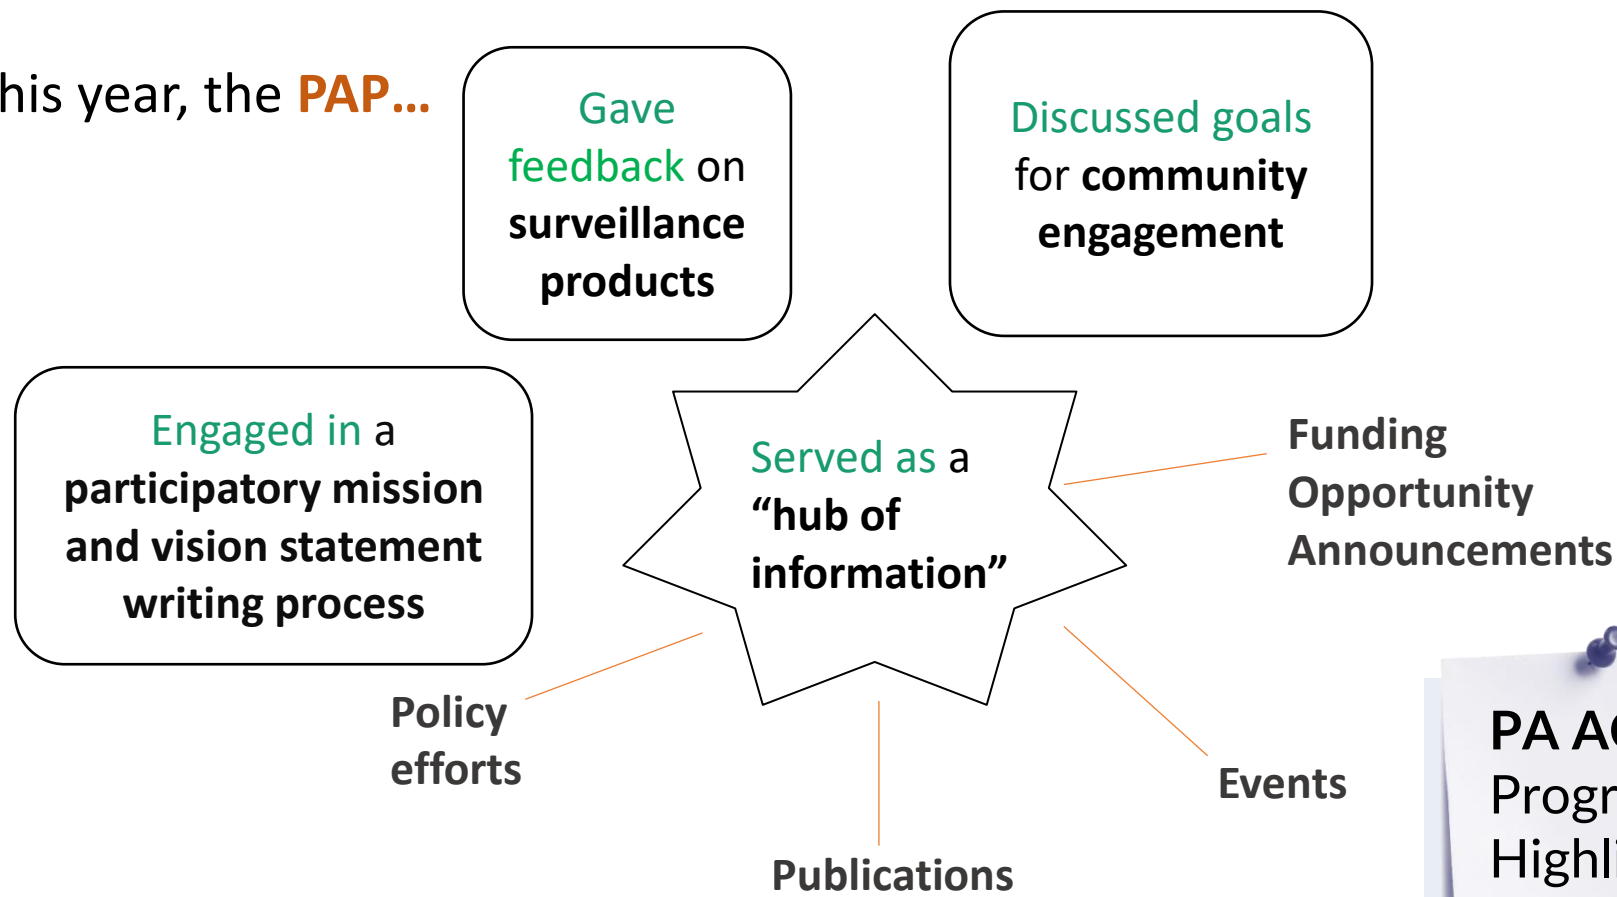 his year, the PAP...
Gave
feedback on
surveillance
products
Discussed goals
for community
engagement
Engaged in a
participatory mission
and vision statement
writing process
Served as a
“hub of
information”
Funding
Opportunity
Announcements
Policy
efforts
Events
Publications
PA A
Progr
Highli